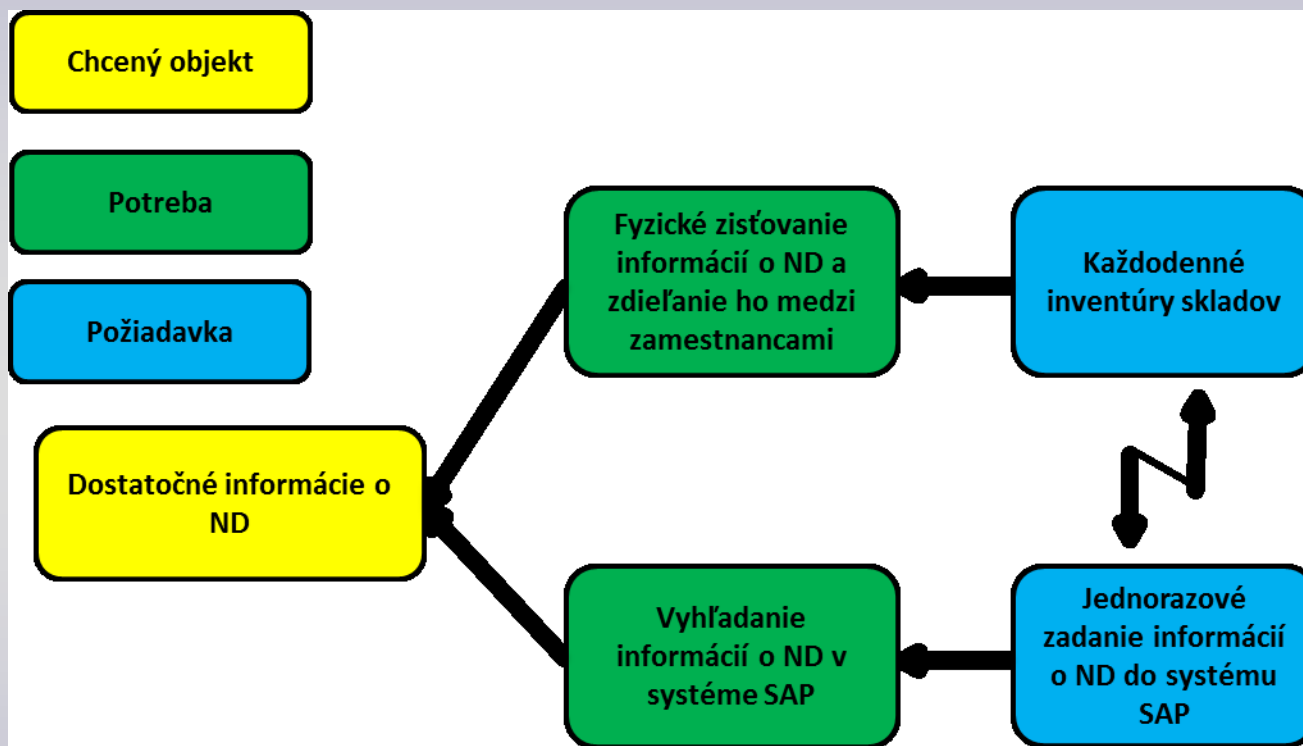 Chcený objekt
Potreba
Požiadavka
Dostatočné informácie o
ND
Fyzické zisťovanie
informácií o ND a
zdieľanie ho medzi
zamestnancami
Každodenné
inventúry skladov
Vyhľadanie
informácií o ND v
systéme SAP
Jednorazové
zadanie informácií
o ND do systému
SAP